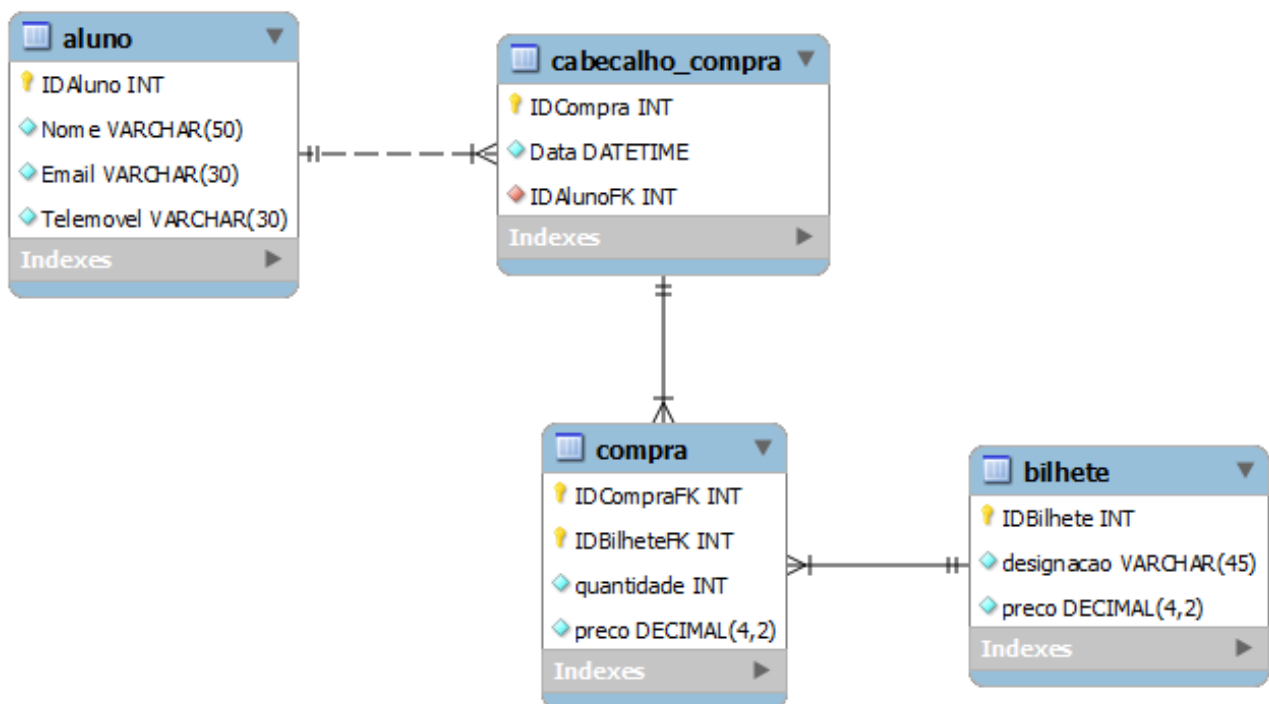 aluno
IDAluno INT
Nome VARCHAR(50)
Email VARCHAR(30)
Telemovel VARCHAR(30)
Indexes
cabecalho_compra
IDCompra INT
Data DATETIME
IDAlunoFK INT
Indexes
compra
IDCompraFK INT
IDBilheteFK INT
quantidade INT
preco DECIMAL(4,2)
Indexes
bilhete
IDBilhete INT
designacao VARCHAR(45)
preco DECIMAL(4,2)
Indexes